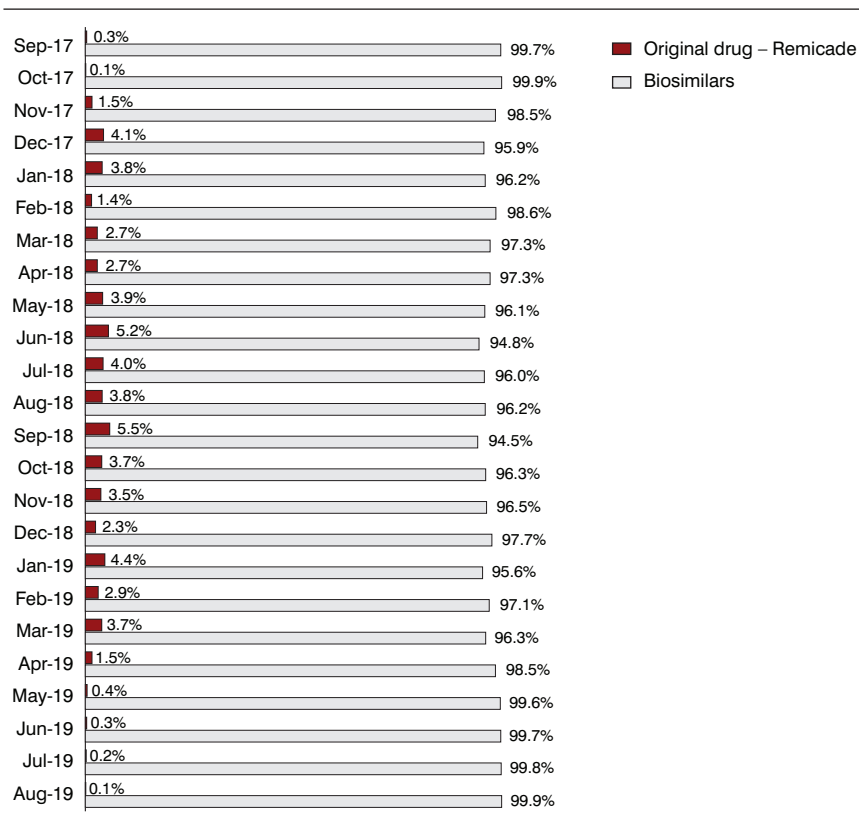 Sep-17 0.3% 99.7%
Oct-17 0.1% 99.9%
Nov-17 1.5% 98.5%
Dec-17 4.1% 95.9%
Jan-18 3.8% 96.2%
Feb-18 1.4% 98.6%
Mar-18 2.7% 97.3%
Apr-18 2.7% 97.3%
May-18 3.9% 96.1%
Jun-18 5.2% 94.8%
Jul-18 4.0% 96.0%
Aug-18 3.8% 96.2%
Sep-18 5.5% 94.5%
Oct-18 3.7% 96.3%
Nov-18 3.5% 96.5%
Dec-18 2.3% 97.7%
Jan-19 4.4% 95.6%
Feb-19 2.9% 97.1%
Mar-19 3.7% 96.3%
Apr-19 1.5% 98.5%
May-19 0.4% 99.6%
Jun-19 0.3% 99.7%
Jul-19 0.2% 99.8%
Aug-19 0.1% 99.9%
Original drug – Remicade
Biosimilars